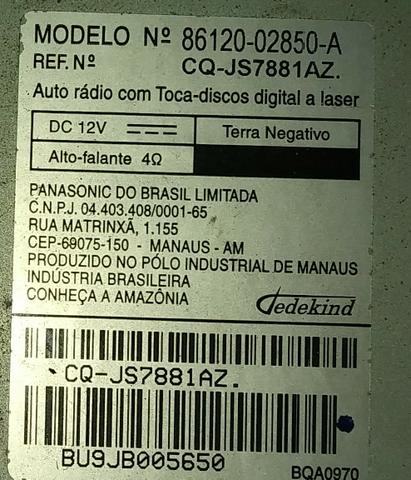 MODELO Nº 86120-02850-A
REF. Nº CQ-JS7881AZ.
Auto rádio com Toca-discos digital a laser
DC 12V Terra Negativo
Alto-falante 4Ω
PANASONIC DO BRASIL LIMITADA
C.N.P.J. 04.403.408/0001-65
RUA MATRINXÃ, 1.155
CEP-69075-150 - MANAUS - AM
PRODUZIDO NO PÓLO INDUSTRIAL DE MANAUS
INDÚSTRIA BRASILEIRA
CONHEÇA A AMAZÔNIA
Jedekind
CQ-JS7881AZ.
BU9JB005650
BQA0970